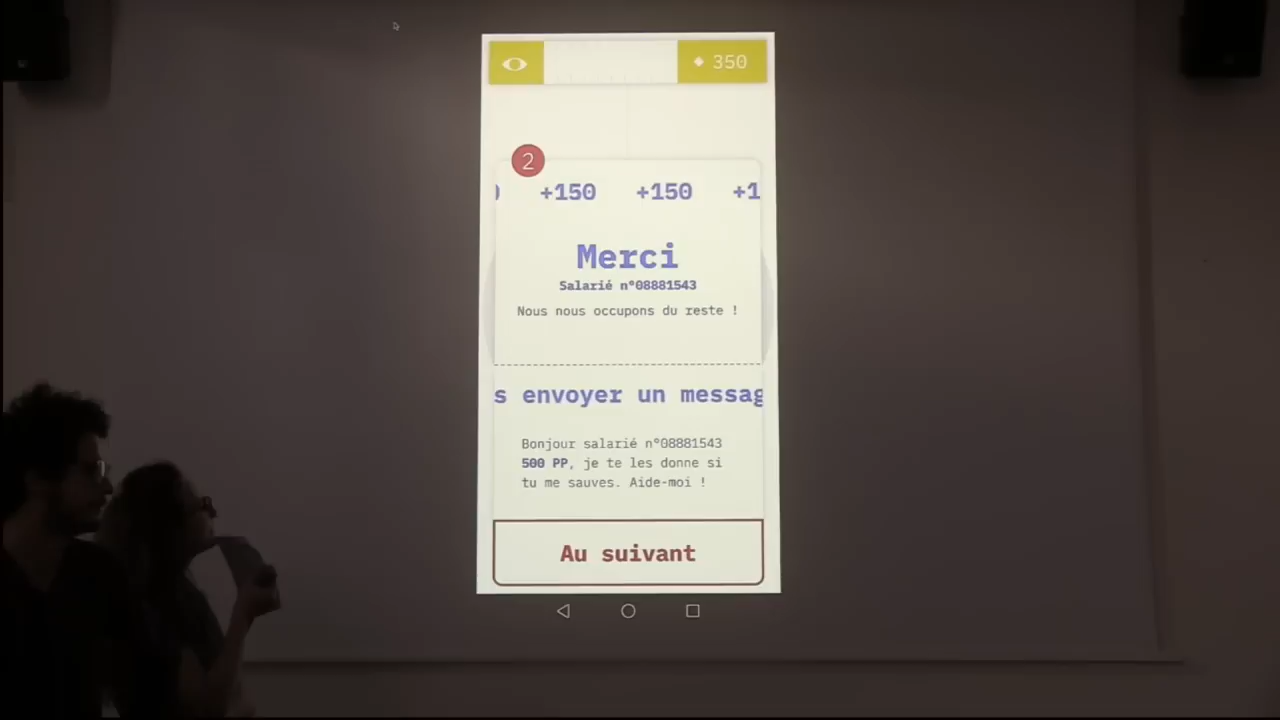 350
2
+150 +150 +1
Merci
Salarié n°08881543
Nous nous occupons du reste !
s envoyer un messag
Bonjour salarié n°08881543
500 PP, je te les donne si
tu me sauves. Aide-moi !
Au suivant